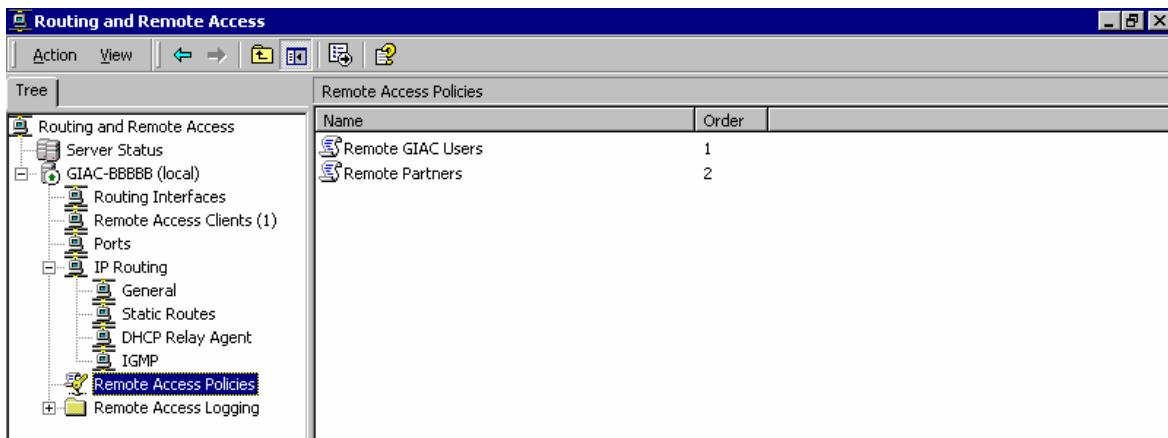 Routing and Remote Access
Action View
Tree
Remote Access Policies
Routing and Remote Access
Server Status
GIAC-BBBBB (local)
Routing Interfaces
Remote Access Clients (1)
Ports
IP Routing
General
Static Routes
DHCP Relay Agent
IGMP
Remote Access Policies
Remote Access Logging
Name Order
Remote GIAC Users 1
Remote Partners 2